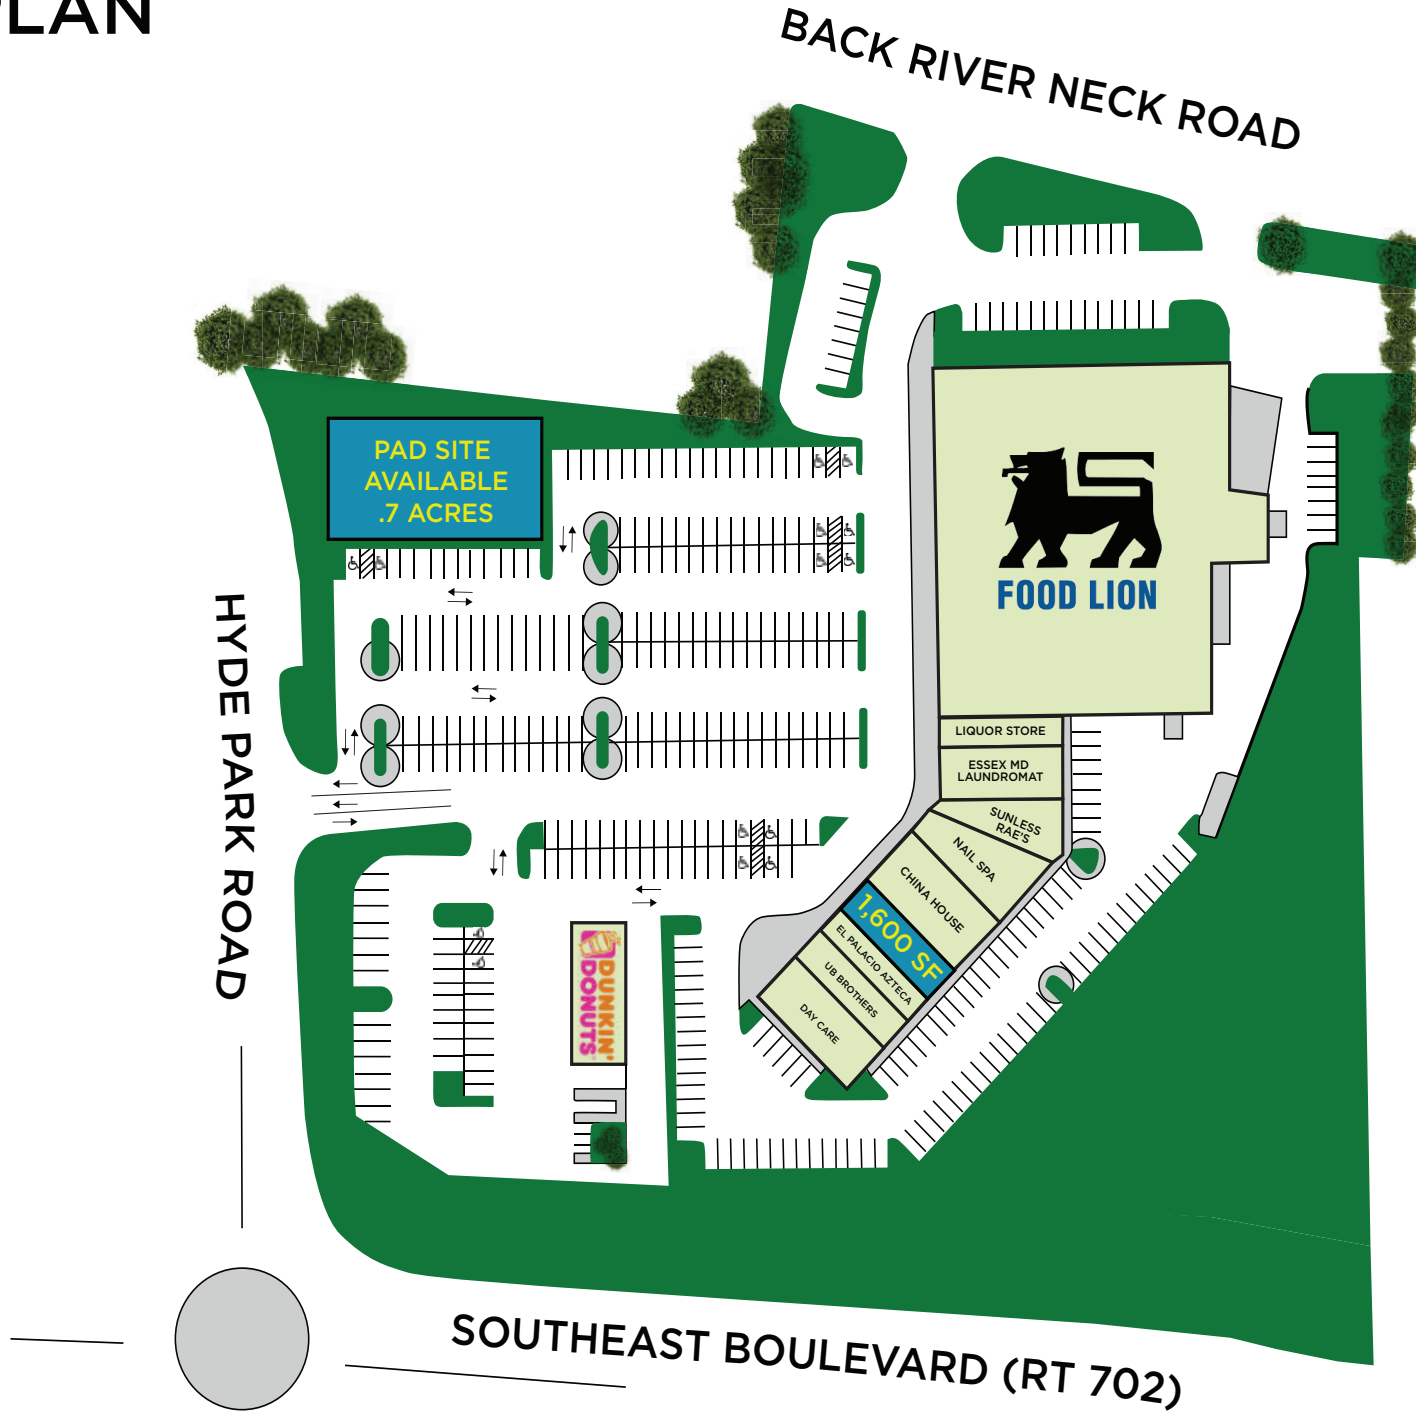 PLAN
BACK RIVER NECK ROAD
PAD SITE
AVAILABLE
.7 ACRES
FOOD LION
HYDE PARK ROAD
LIQUOR STORE
ESSEX MD
LAUNDROMAT
SUNLESS
RAE'S
NAIL SPA
CHINA HOUSE
1,600 SF
EL PALACIO AZTECA
UB BROTHERS
DAY CARE
DUNKIN'
DONUTS
SOUTHEAST BOULEVARD (RT 702)